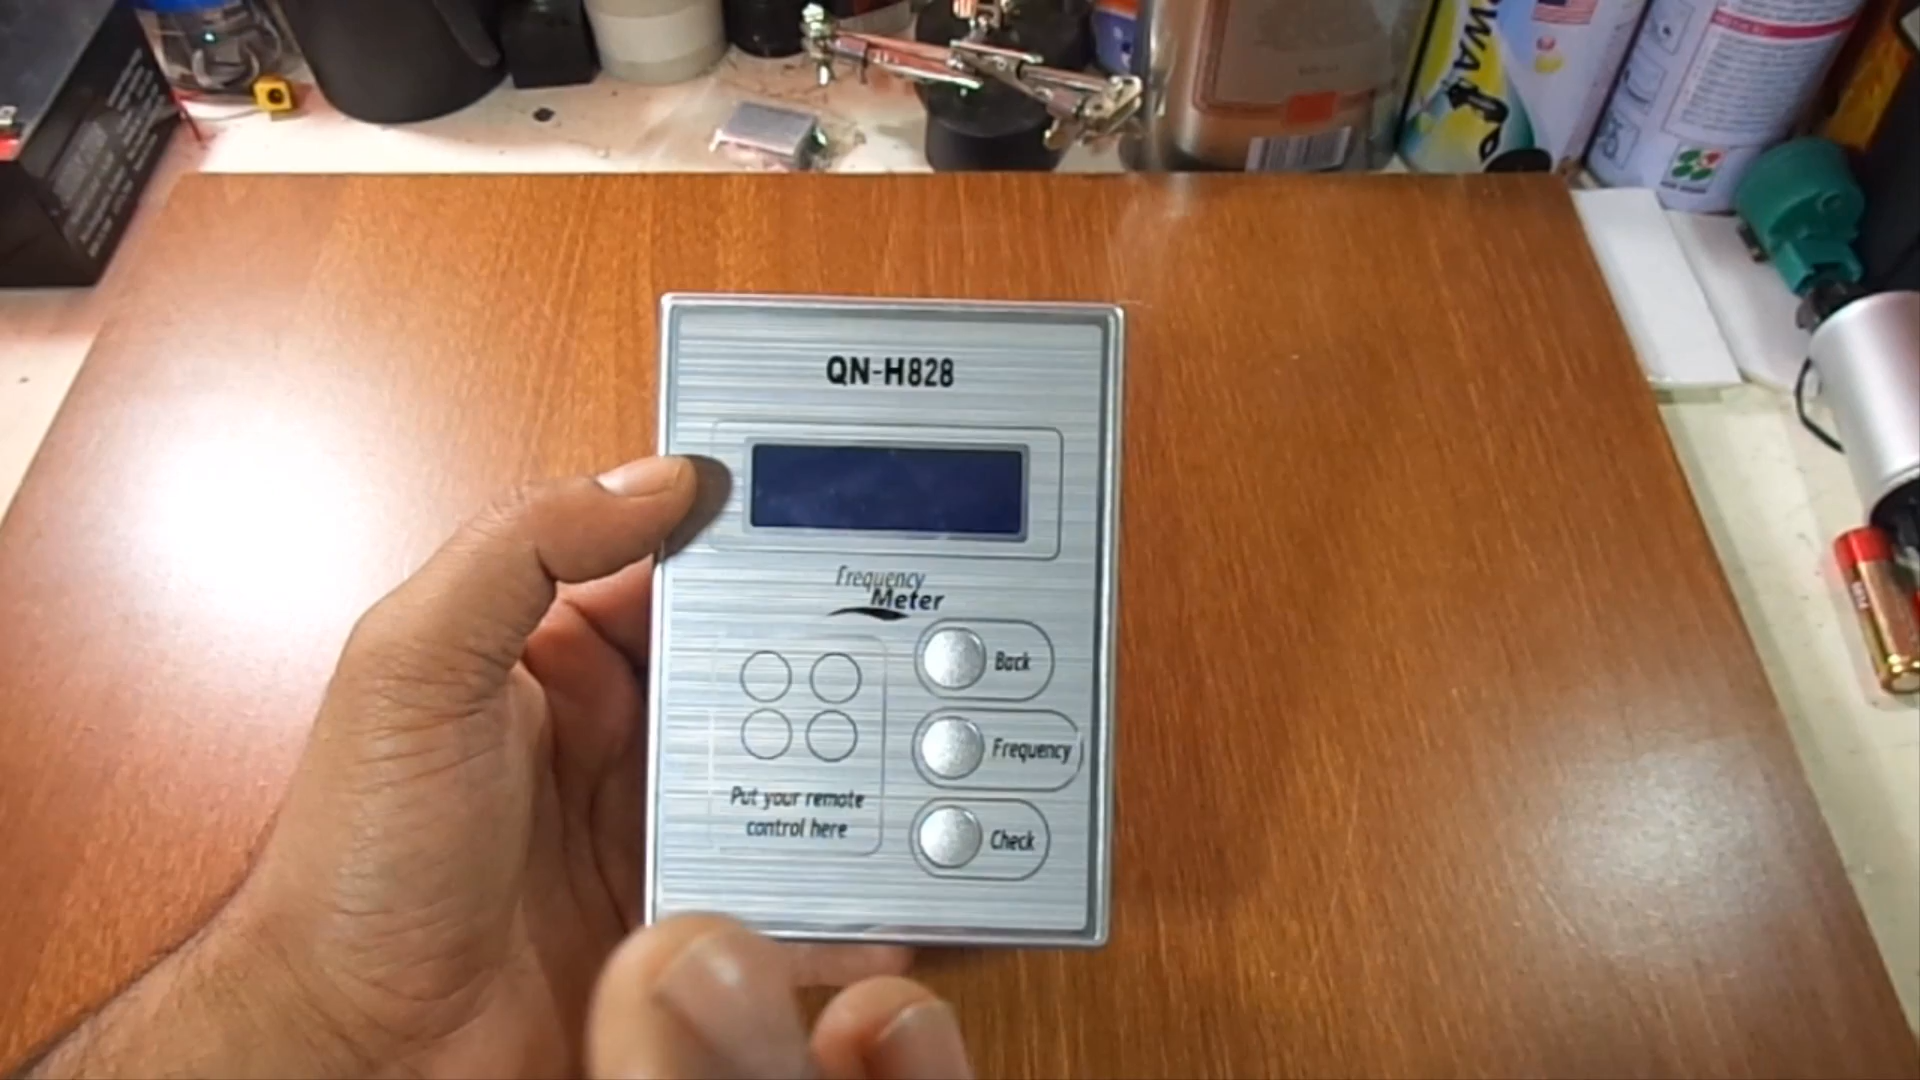 QN-H828
Frequency
Meter
Back
Frequency
Put your remote
control here
Check